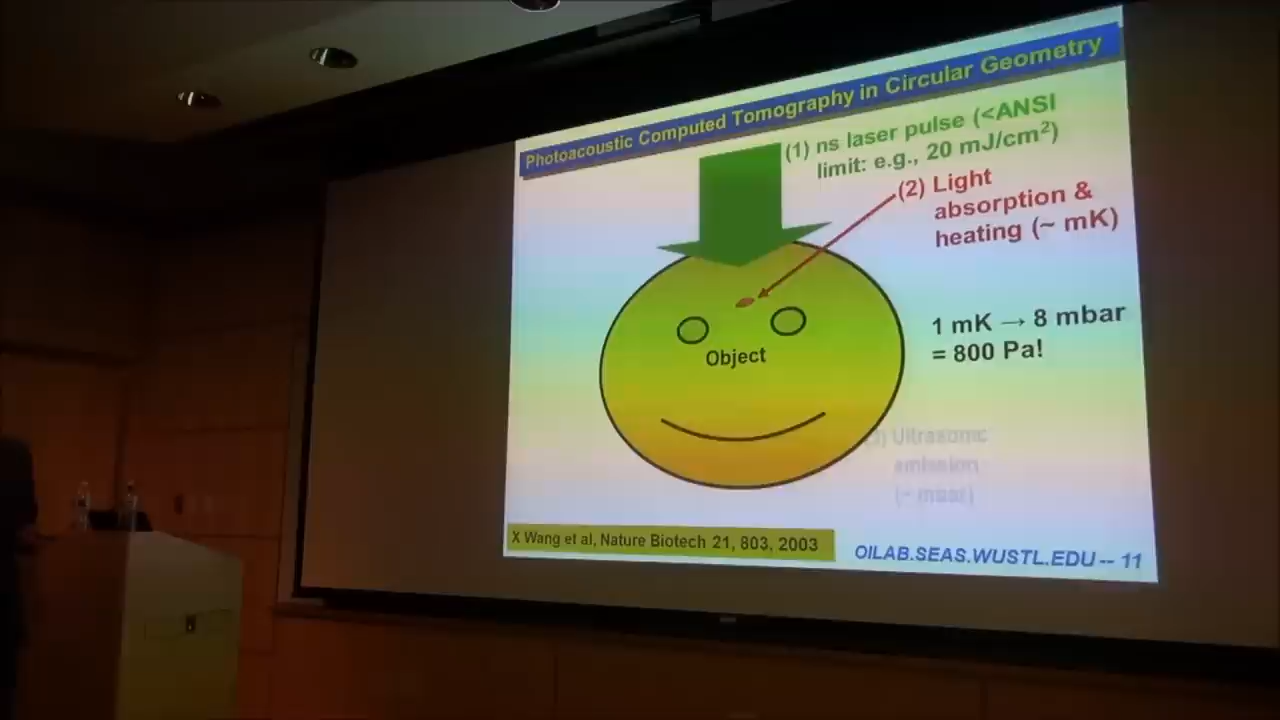 Photoacoustic Computed Tomography in Circular Geometry
(1) ns laser pulse (<ANSI
limit: e.g., 20 mJ/cm²)
(2) Light
absorption &
heating (~ mK)
1 mK → 8 mbar
= 800 Pa!
Object
(3) Ultrasonic
emission
(~ mbar)
X Wang et al, Nature Biotech 21, 803, 2003
OILAB.SEAS.WUSTL.EDU -- 11